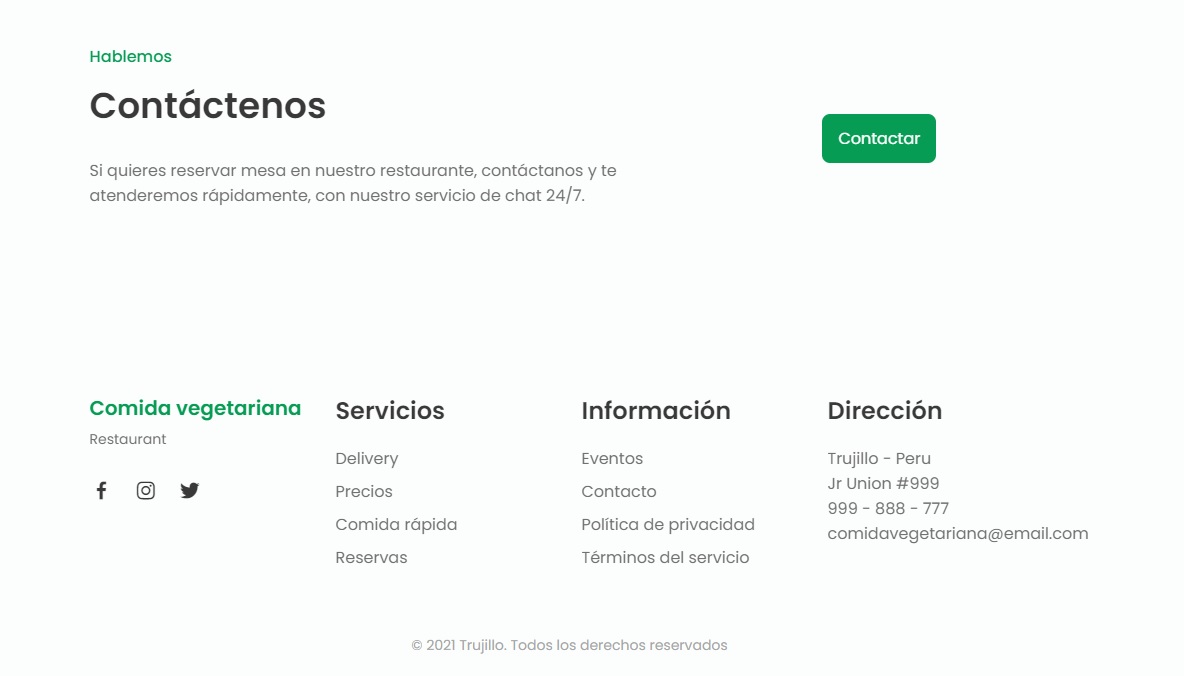 Hablemos
Contáctenos
Si quieres reservar mesa en nuestro restaurante, contáctanos y te
atenderemos rápidamente, con nuestro servicio de chat 24/7.
Contactar
Comida vegetariana
Restaurant
Servicios
Delivery
Precios
Comida rápida
Reservas
Información
Eventos
Contacto
Política de privacidad
Términos del servicio
Dirección
Trujillo - Peru
Jr Union #999
999 - 888 - 777
comidavegetariana@email.com
© 2021 Trujillo. Todos los derechos reservados